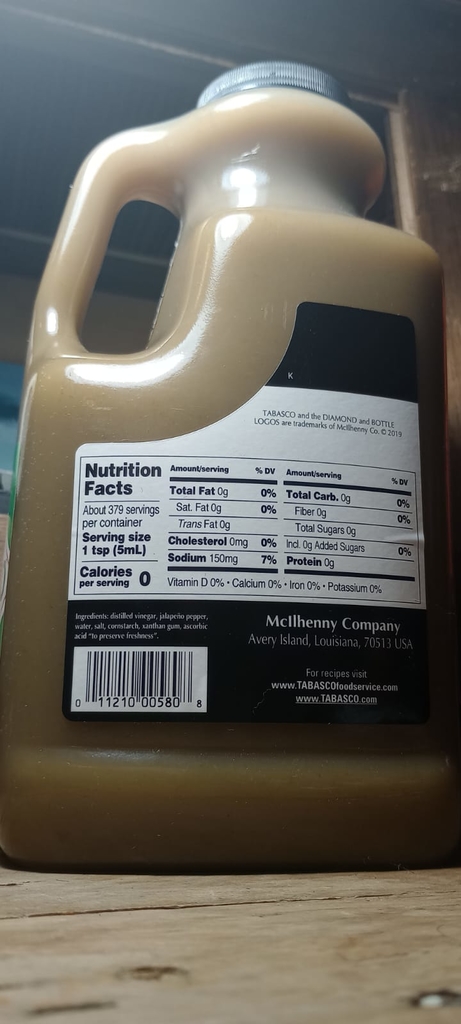 K
TABASCO and the DIAMOND and BOTTLE
LOGOS are trademarks of McIlhenny Co. © 2019
Nutrition
Facts
About 379 servings
per container
Serving size
1 tsp (5mL)
Calories
per serving 0
Amount/serving % DV
Total Fat 0g 0%
Sat. Fat 0g 0%
Trans Fat 0g
Cholesterol 0mg 0%
Sodium 150mg 7%
Amount/serving % DV
Total Carb. 0g 0%
Fiber 0g 0%
Total Sugars 0g
Incl. 0g Added Sugars 0%
Protein 0g
Vitamin D 0% • Calcium 0% • Iron 0% • Potassium 0%
Ingredients: distilled vinegar, jalapeño pepper,
water, salt, cornstarch, xanthan gum, ascorbic
acid "to preserve freshness".
0 11210 00580 8
McIlhenny Company
Avery Island, Louisiana, 70513 USA
For recipes visit
www.TABASCOfoodservice.com
www.TABASCO.com